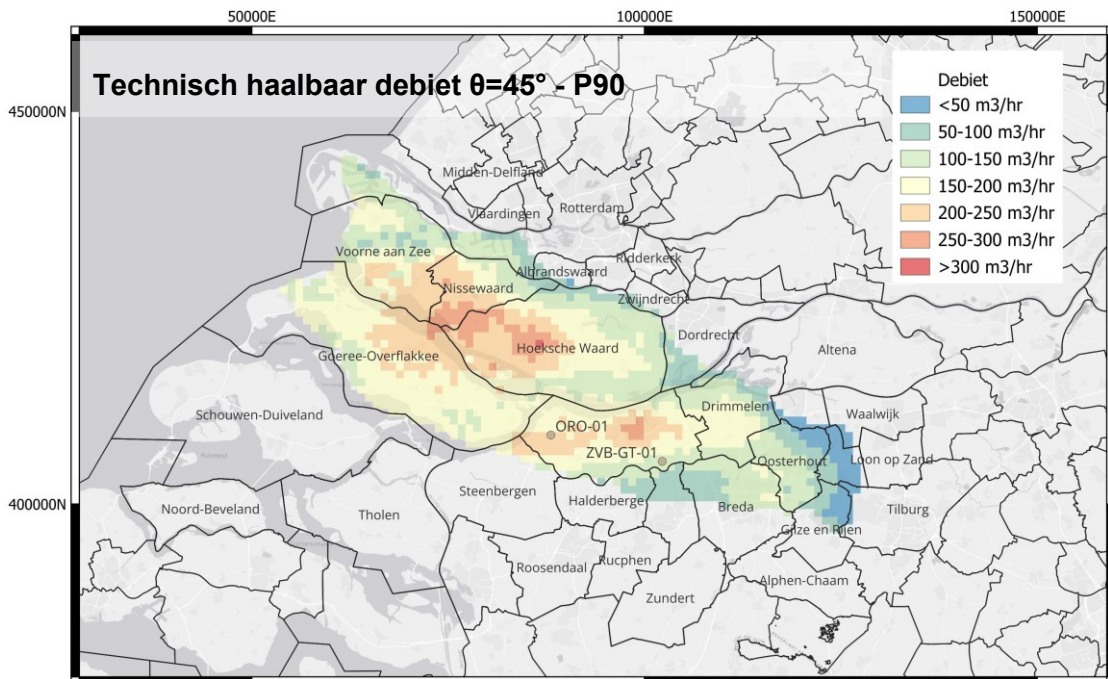 50000E
100000E
150000E
Technisch haalbaar debiet θ=45° - P90
Debiet
<50 m3/hr
50-100 m3/hr
100-150 m3/hr
150-200 m3/hr
200-250 m3/hr
250-300 m3/hr
>300 m3/hr
450000N
Midden-Delfland
Vlaardingen
Rotterdam
Voorne aan Zee
Ridderkerk
Albrandswaard
Nissewaard
Zwijndrecht
Dordrecht
Hoeksche Waard
Altena
Goeree-Overflakkee
Drimmelen
Schouwen-Duiveland
Waalwijk
ORO-01
ZVB-GT-01
Oosterhout
Loon op Zand
Steenbergen
400000N
Halderberge
Noord-Beveland
Tholen
Breda
Tilburg
Gilze en Rijen
Roosendaal
Rucphen
Alphen-Chaam
Zundert